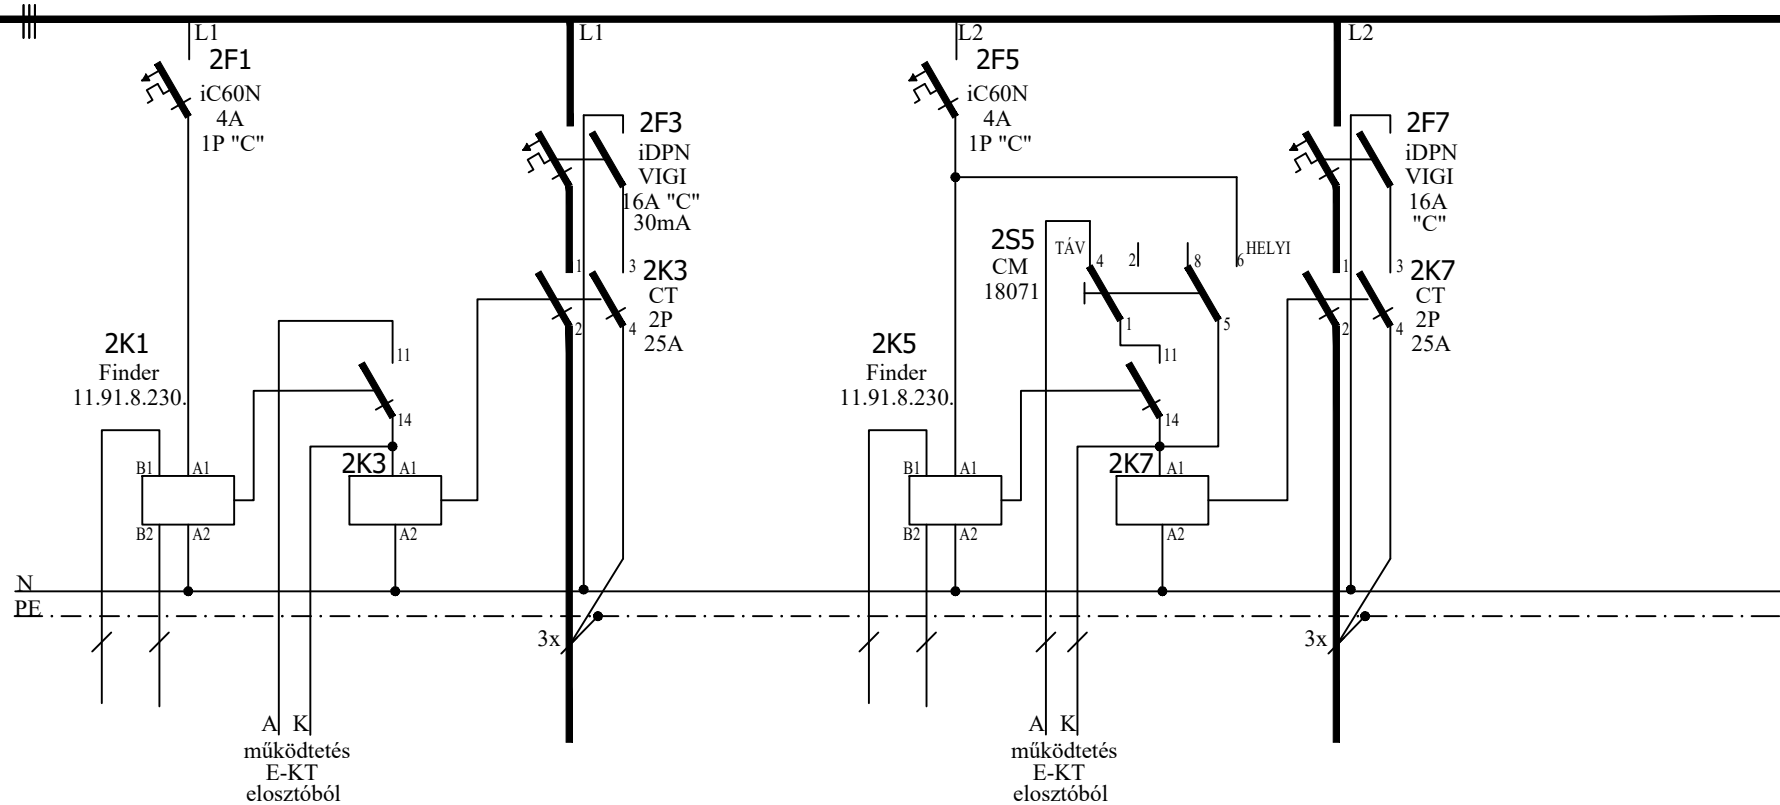 L1
2F1
iC60N
4A
1P "C"
L1
2F3
iDPN
VIGI
16A "C"
30mA
1
3
2K3
CT
2P
25A
2
4
2K1
Finder
11.91.8.230.
11
14
B1
A1
B2
A2
2K3
A1
A2
L2
2F5
iC60N
4A
1P "C"
L2
2F7
iDPN
VIGI
16A
"C"
2S5
CM
18071
TÁV
4
2
8
6
HELYI
1
5
1
3
2K7
CT
2P
25A
2
4
2K5
Finder
11.91.8.230.
11
14
B1
A1
B2
A2
2K7
A1
A2
N
PE
3x
3x
A K
működtetés
E-KT
elosztóból
A K
működtetés
E-KT
elosztóból